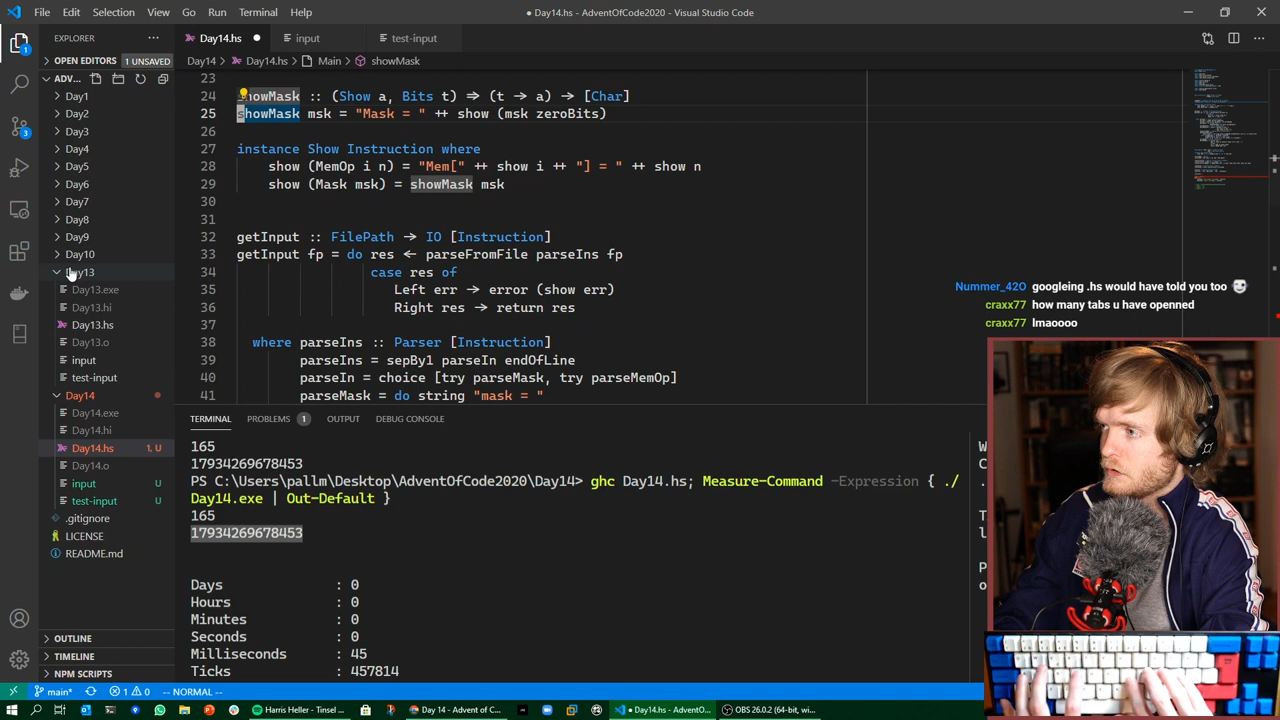 File Edit Selection View Go Run Terminal Help
● Day14.hs - AdventOfCode2020 - Visual Studio Code
EXPLORER
Day14.hs ●
input
test-input
OPEN EDITORS 1 UNSAVED
Day14 > Day14.hs > Main > showMask
ADV...
Day1
Day2
Day3
Day4
Day5
Day6
Day7
Day8
Day9
Day10
Day13
Day13.exe
Day13.hi
Day13.hs
Day13.o
input
test-input
Day14
Day14.exe
Day14.hi
Day14.hs 1, U
Day14.o
input U
test-input U
.gitignore
LICENSE
README.md
OUTLINE
TIMELINE
NPM SCRIPTS
23
24 showMask :: (Show a, Bits t) ⇒ (t → a) → [Char]
25 showMask msk = "Mask = " ++ show (msk zeroBits)
26
27 instance Show Instruction where
28 show (MemOp i n) = "Mem[" ++ show i ++ "] = " ++ show n
29 show (Mask msk) = showMask msk
30
31
32 getInput :: FilePath → IO [Instruction]
33 getInput fp = do res ← parseFromFile parseIns fp
34 case res of
35 Left err → error (show err)
36 Right res → return res
37
38 where parseIns :: Parser [Instruction]
39 parseIns = sepBy1 parseIn endOfLine
40 parseIn = choice [try parseMask, try parseMemOp]
41 parseMask = do string "mask = "
Nummer_420 googleing .hs would have told you too
craxx77 how many tabs u have openned
craxx77 lmaoooo
TERMINAL PROBLEMS 1 OUTPUT DEBUG CONSOLE
165
17934269678453
PS C:\Users\pallm\Desktop\AdventOfCode2020\Day14> ghc Day14.hs; Measure-Command -Expression { ./
Day14.exe | Out-Default }
165
17934269678453
Days : 0
Hours : 0
Minutes : 0
Seconds : 0
Milliseconds : 45
Ticks : 457814
main* 1 0 -- NORMAL --
Harris Heller - Tinsel ...
Day 14 - Advent of C...
Day14.hs - AdventO...
OBS 26.0.2 (64-bit, w...